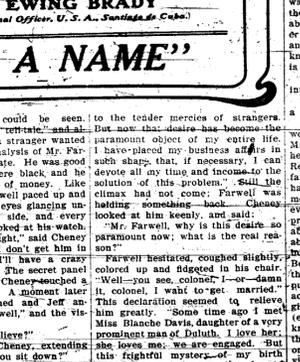 EWING BRADY
nal Officer, U. S. A., Santiago de Cuba.)
A NAME"
could be seen.
tell-tale," and al-
stranger wanted
nalysis of Mr. Far-
ate. He was good
ere black, and he
of money. Like
well paced up and
eyes glancing un-
side, and every
ooked at his watch.
ight," said Cheney
don't get him to
I'll have a crazy
The secret panel
Cheney touched a
A moment later
ned and Jeff an-
well," and the vis-
lieve?"
Cheney, extending
ou sit down?"
to the tender mercies of strangers.
But now that desire has become the
paramount object of my entire life.
I have placed my business affairs in
such shape that, if necessary, I can
devote all my time and income to the
solution of this problem." Still the
climax had not come; Farwell was
holding something back. Cheney
looked at him keenly, and said:
"Mr. Farwell, why is this desire so
paramount now; what is the real rea-
son?"
Farwell hesitated, coughed slightly,
colored up and fidgeted in his chair.
"Well—you see, colonel, I—or—damn
it, colonel, I want to get married."
This declaration seemed to relieve
him greatly. "Some time ago I met
Miss Blanche Davis, daughter of a very
prominent man of Duluth. I love her;
she loves me; we are engaged. But
this frightful mystery of my birth